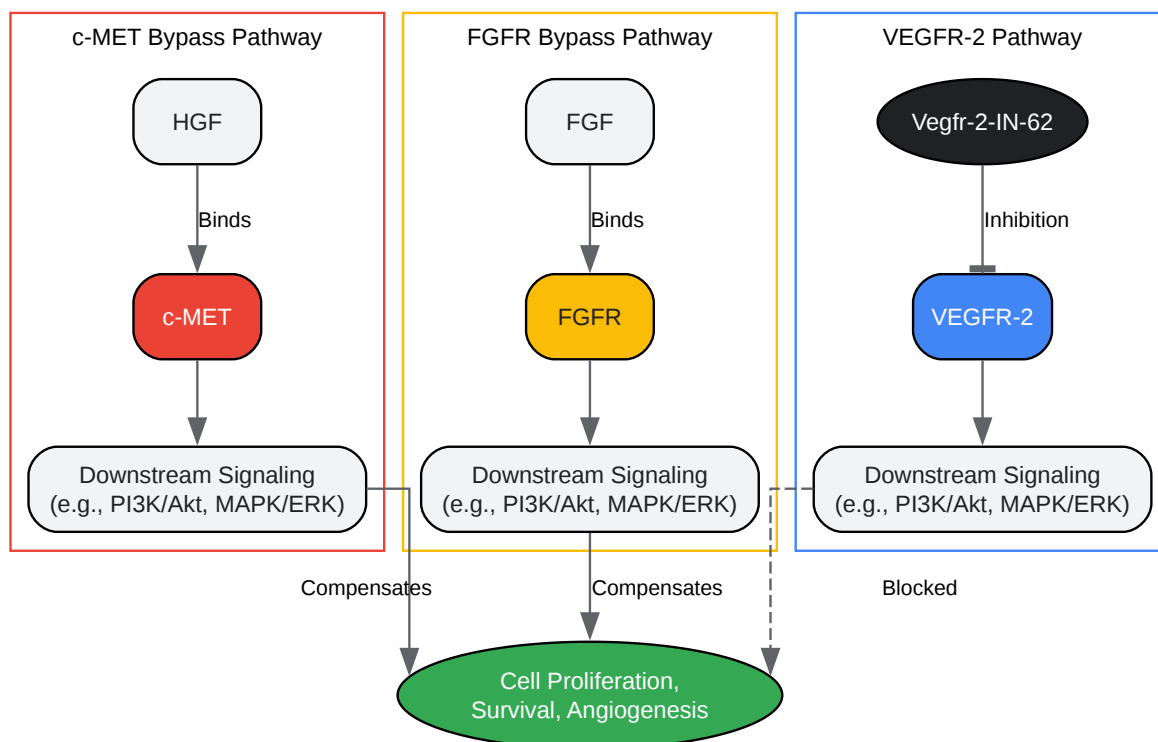 c-MET Bypass Pathway
FGFR Bypass Pathway
VEGFR-2 Pathway
HGF
FGF
Vegfr-2-IN-62
Binds
Binds
Inhibition
c-MET
FGFR
VEGFR-2
Downstream Signaling
(e.g., PI3K/Akt, MAPK/ERK)
Downstream Signaling
(e.g., PI3K/Akt, MAPK/ERK)
Downstream Signaling
(e.g., PI3K/Akt, MAPK/ERK)
Compensates
Compensates
Blocked
Cell Proliferation,
Survival, Angiogenesis